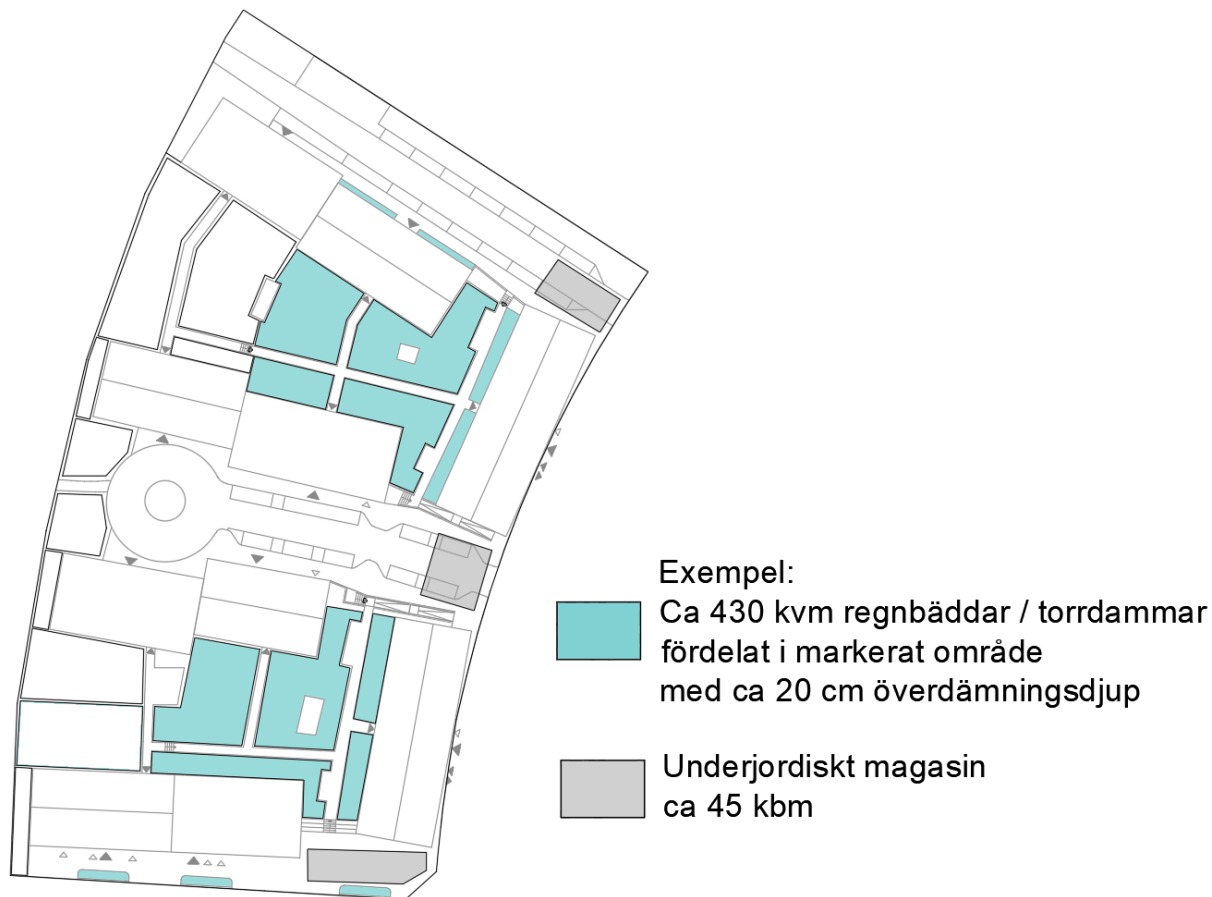 Exempel:
Ca 430 kvm regnbäddar / torrdammar
fördelat i markerat område
med ca 20 cm överdämningsdjup
Underjordiskt magasin
ca 45 kbm